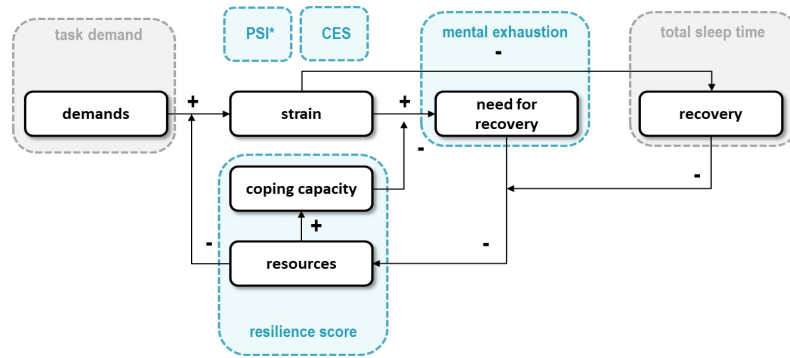 task demand
PSI*
CES
mental exhaustion
total sleep time
-
demands
+
strain
+
need for
recovery
recovery
-
-
coping capacity
+
-
-
resources
resilience score